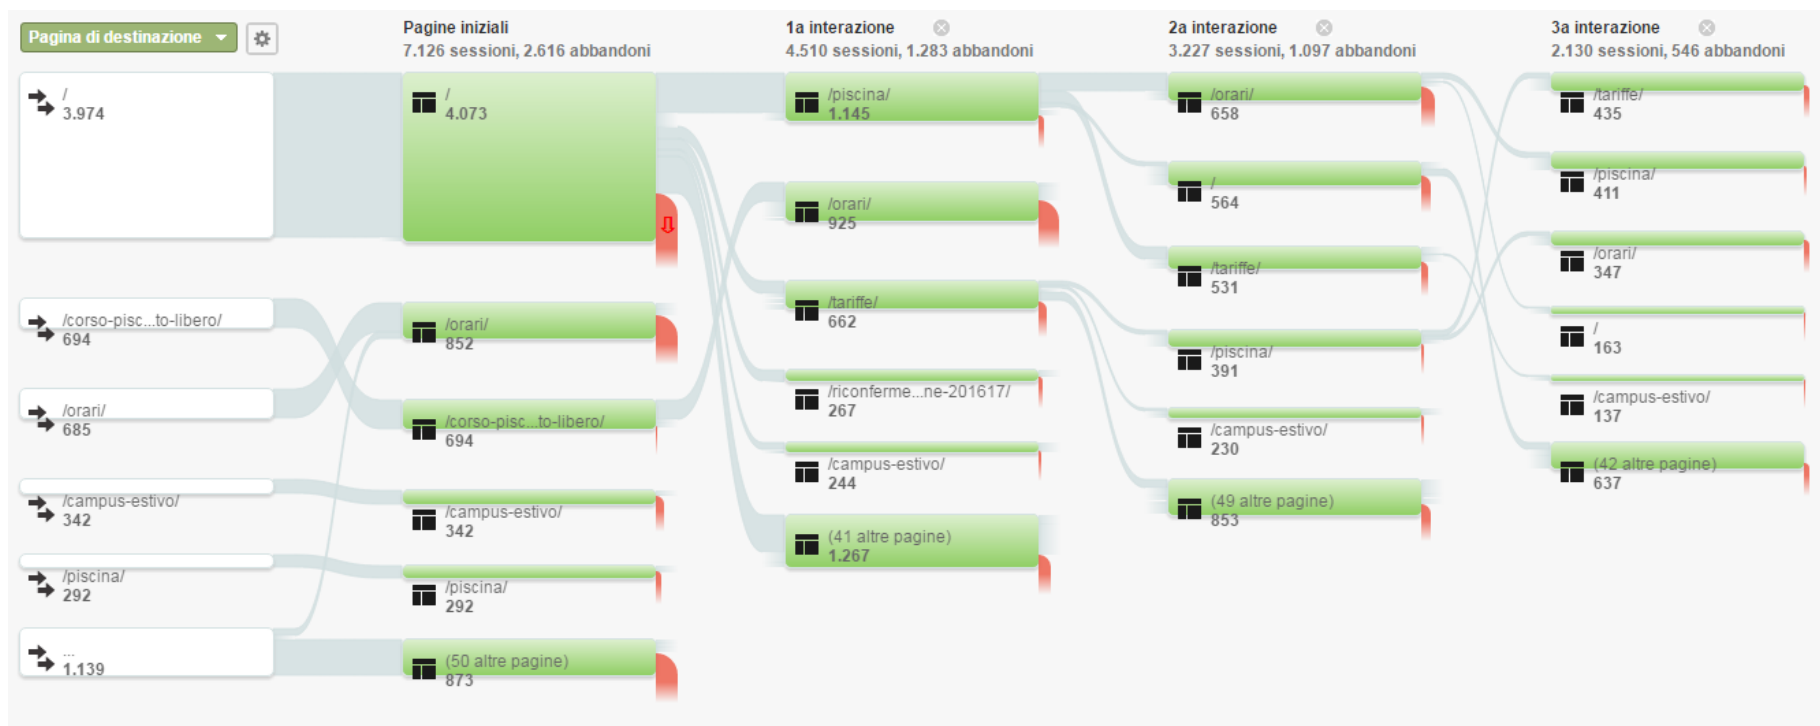 Pagina di destinazione
/
3.974
/corso-pisc...to-libero/
694
/orari/
685
/campus-estivo/
342
/piscina/
292
...
1.139
Pagine iniziali
7.126 sessioni, 2.616 abbandoni
/
4.073
/orari/
852
/corso-pisc...to-libero/
694
/campus-estivo/
342
/piscina/
292
(50 altre pagine)
873
1a interazione
4.510 sessioni, 1.283 abbandoni
/piscina/
1.145
/orari/
925
/tariffe/
662
/riconferme...ne-201617/
267
/campus-estivo/
244
(41 altre pagine)
1.267
2a interazione
3.227 sessioni, 1.097 abbandoni
/orari/
658
/
564
/tariffe/
531
/piscina/
391
/campus-estivo/
230
(49 altre pagine)
853
3a interazione
2.130 sessioni, 546 abbandoni
/tariffe/
435
/piscina/
411
/orari/
347
/
163
/campus-estivo/
137
(42 altre pagine)
637